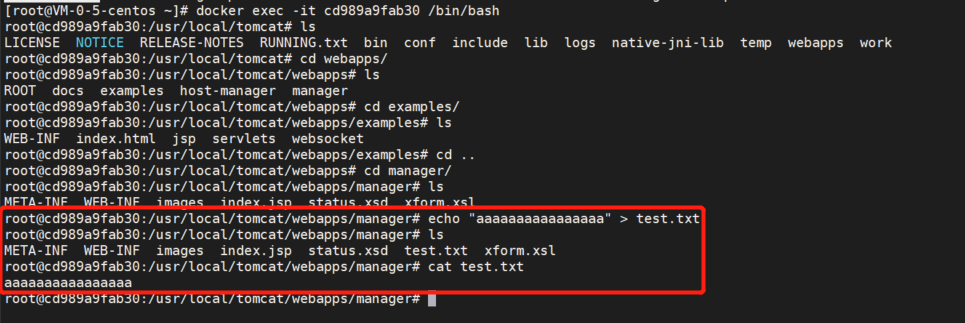 [root@VM-0-5-centos ~]# docker exec -it cd989a9fab30 /bin/bash
root@cd989a9fab30:/usr/local/tomcat# ls
LICENSE  NOTICE  RELEASE-NOTES  RUNNING.txt  bin  conf  include  lib  logs  native-jni-lib  temp  webapps  work
root@cd989a9fab30:/usr/local/tomcat# cd webapps/
root@cd989a9fab30:/usr/local/tomcat/webapps# ls
ROOT  docs  examples  host-manager  manager
root@cd989a9fab30:/usr/local/tomcat/webapps# cd examples/
root@cd989a9fab30:/usr/local/tomcat/webapps/examples# ls
WEB-INF  index.html  jsp  servlets  websocket
root@cd989a9fab30:/usr/local/tomcat/webapps/examples# cd ..
root@cd989a9fab30:/usr/local/tomcat/webapps# cd manager/
root@cd989a9fab30:/usr/local/tomcat/webapps/manager# ls
META-INF  WEB-INF  images  index.jsp  status.xsd  xform.xsl
root@cd989a9fab30:/usr/local/tomcat/webapps/manager# echo "aaaaaaaaaaaaaaaa" > test.txt
root@cd989a9fab30:/usr/local/tomcat/webapps/manager# ls
META-INF  WEB-INF  images  index.jsp  status.xsd  test.txt  xform.xsl
root@cd989a9fab30:/usr/local/tomcat/webapps/manager# cat test.txt
aaaaaaaaaaaaaaaa
root@cd989a9fab30:/usr/local/tomcat/webapps/manager#